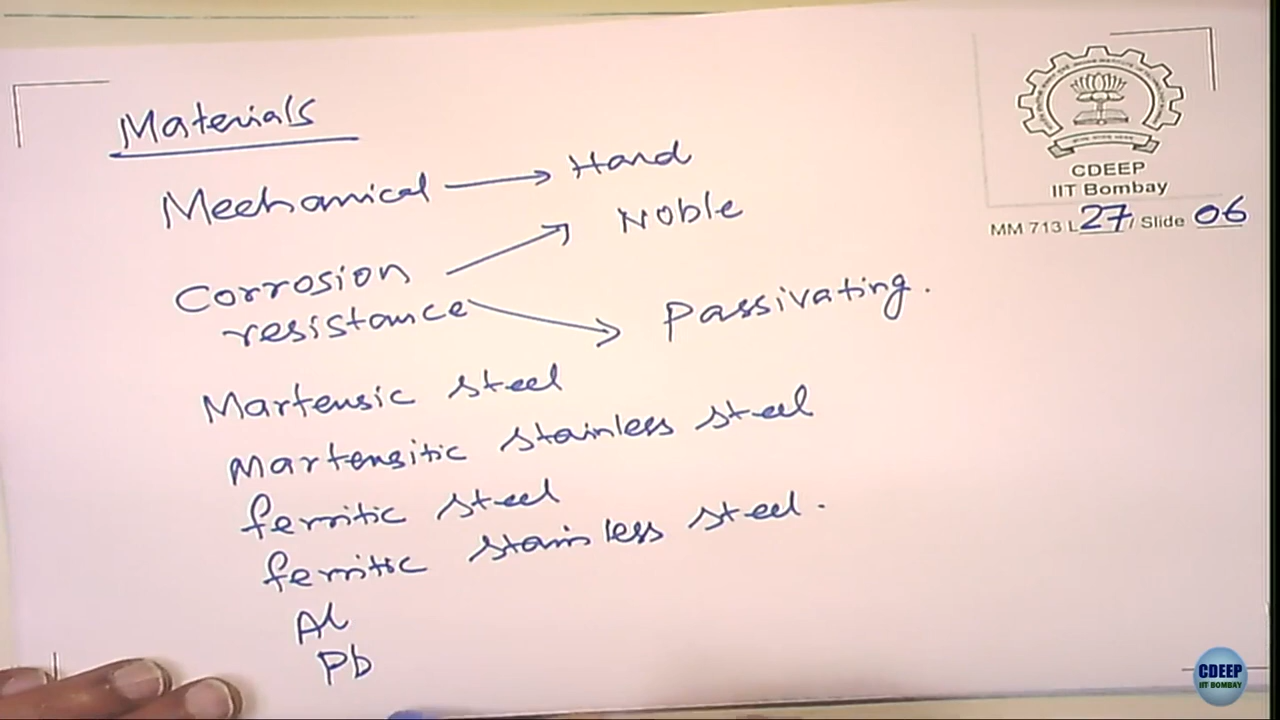 Materials
Mechanical → Hard
Corrosion resistance → Noble
→ Passivating.
Martensic steel
Martensitic stainless steel
ferritic steel
ferritic stainless steel.
Al
Pb
CDEEP
IIT Bombay
MM 713 L 27 / Slide 06
CDEEP
IIT BOMBAY